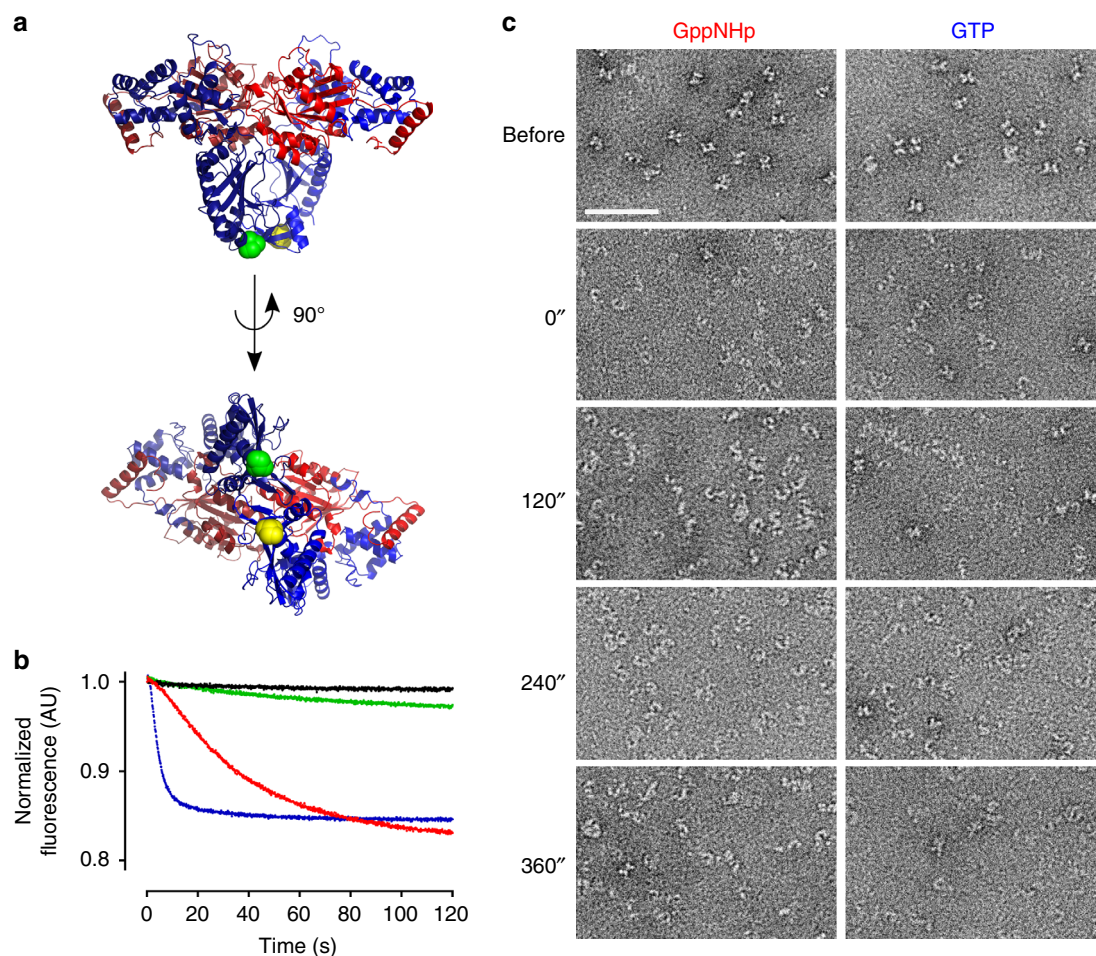 a
90°
b
Normalized
fluorescence (AU)
1.0
0.9
0.8
0 20 40 60 80 100 120
Time (s)
c
GppNHp GTP
Before
0″
120″
240″
360″